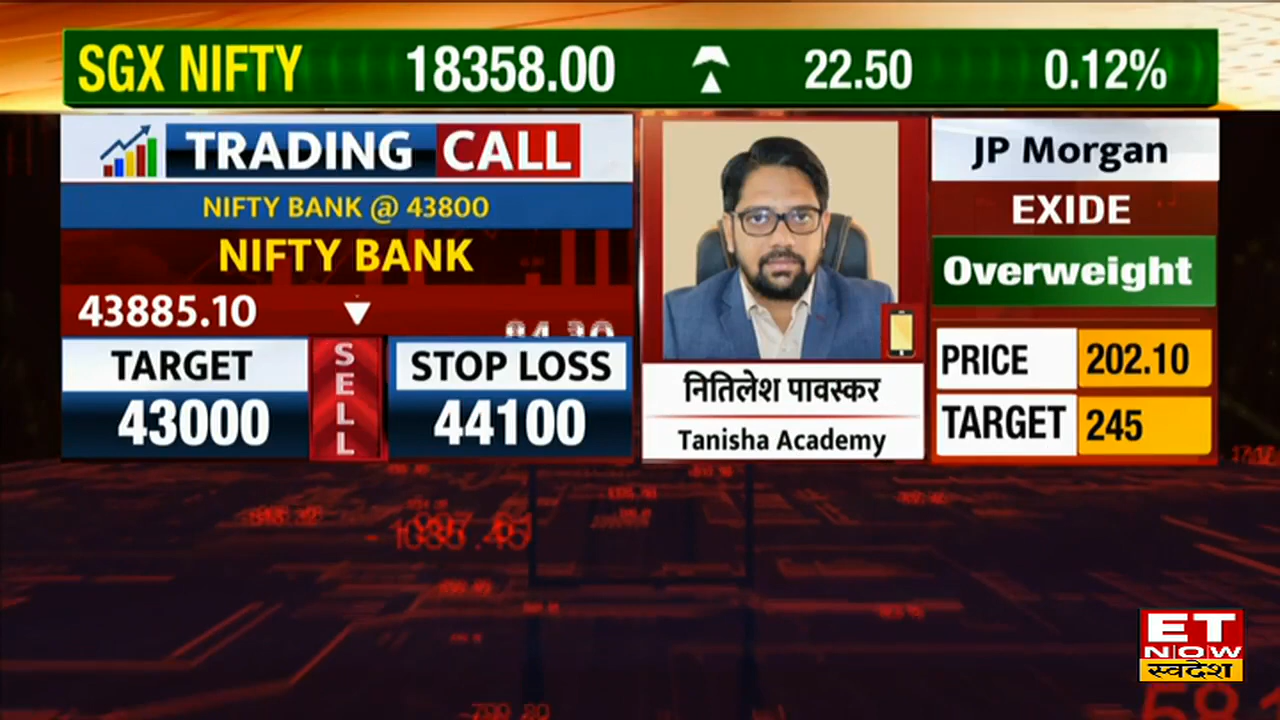 SGX NIFTY 18358.00 22.50 0.12%
TRADING CALL
NIFTY BANK @ 43800
NIFTY BANK
43885.10
TARGET
43000
SELL
STOP LOSS
44100
नितिलेश पावस्कर
Tanisha Academy
JP Morgan
EXIDE
Overweight
PRICE 202.10
TARGET 245
ET
NOW
स्वदेश